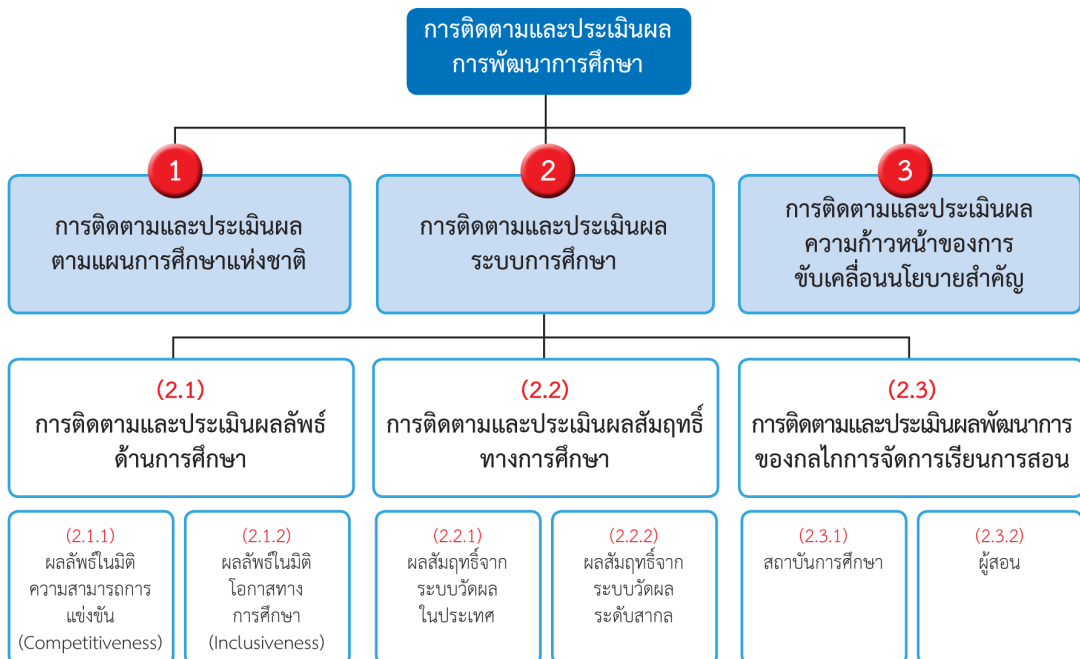 การติดตามและประเมินผล
การพัฒนาการศึกษา
1
การติดตามและประเมินผล
ตามแผนการศึกษาแห่งชาติ
2
การติดตามและประเมินผล
ระบบการศึกษา
3
การติดตามและประเมินผล
ความก้าวหน้าของการ
ขับเคลื่อนนโยบายสำคัญ
(2.1)
การติดตามและประเมินผลลัพธ์
ด้านการศึกษา
(2.2)
การติดตามและประเมินผลสัมฤทธิ์
ทางการศึกษา
(2.3)
การติดตามและประเมินผลพัฒนาการ
ของกลไกการจัดการเรียนการสอน
(2.1.1)
ผลลัพธ์ในมิติ
ความสามารถการ
แข่งขัน
(Competitiveness)
(2.1.2)
ผลลัพธ์ในมิติ
โอกาสทาง
การศึกษา
(Inclusiveness)
(2.2.1)
ผลสัมฤทธิ์จาก
ระบบวัดผล
ในประเทศ
(2.2.2)
ผลสัมฤทธิ์จาก
ระบบวัดผล
ระดับสากล
(2.3.1)
สถาบันการศึกษา
(2.3.2)
ผู้สอน